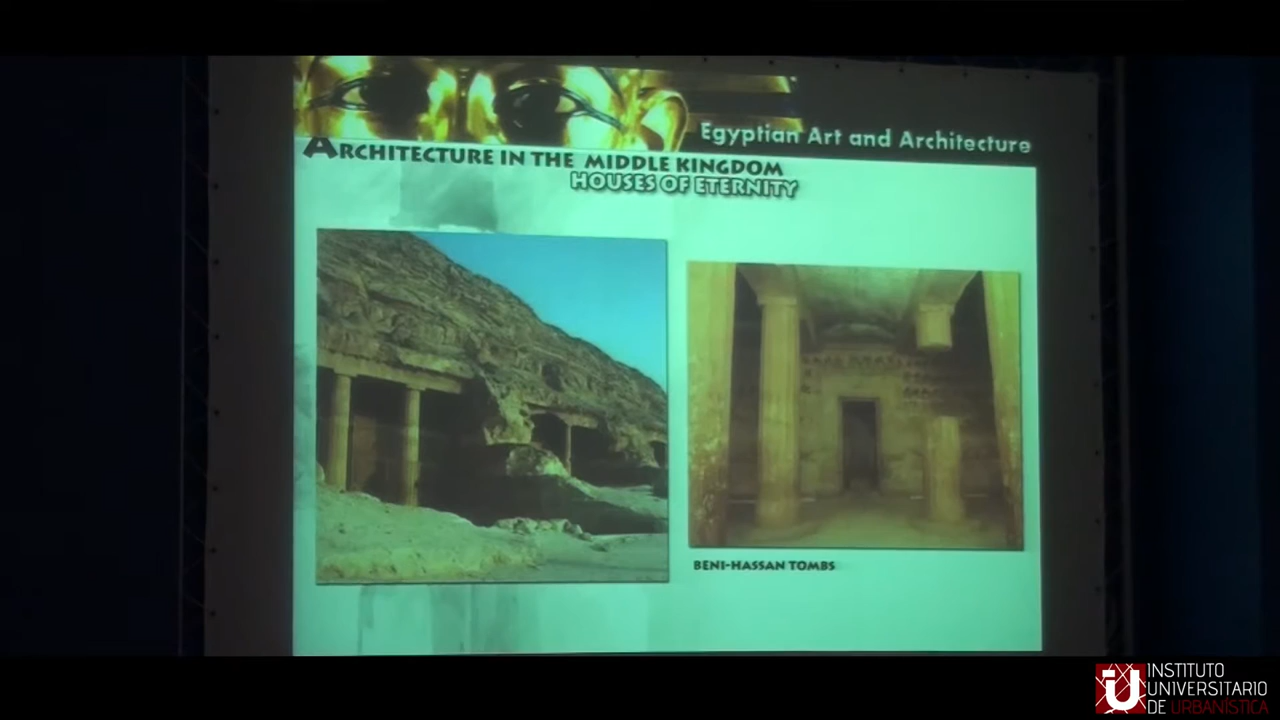 Egyptian Art and Architecture
ARCHITECTURE IN THE MIDDLE KINGDOM
HOUSES OF ETERNITY
BENI-HASSAN TOMBS
INSTITUTO
UNIVERSITARIO
DE URBANÍSTICA